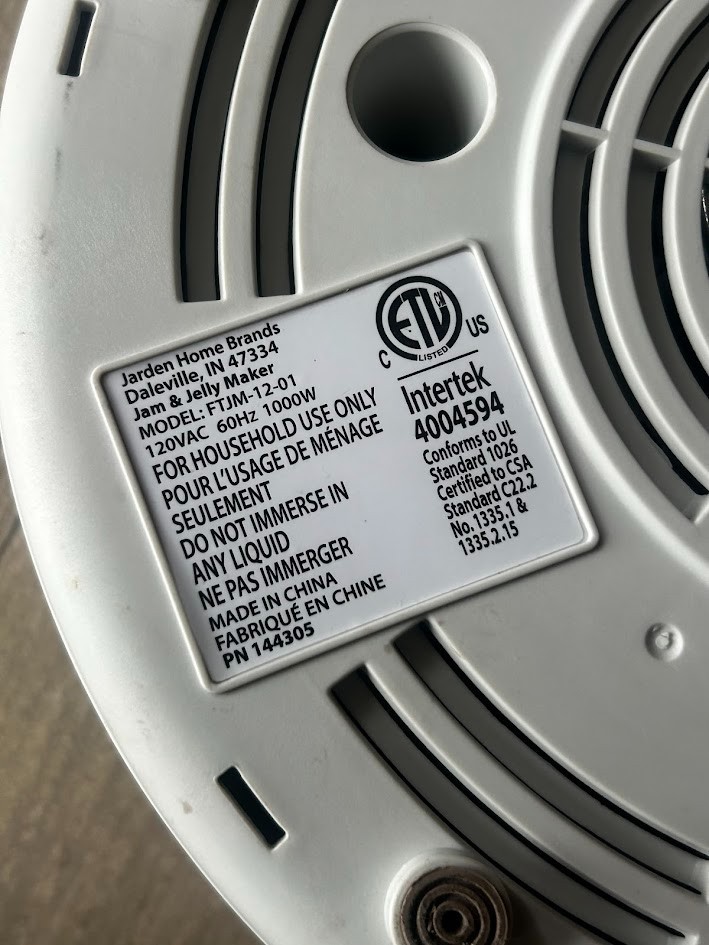 Jarden Home Brands
Daleville, IN 47334
Jam & Jelly Maker
MODEL: FTJM-12-01
120VAC 60Hz 1000W
FOR HOUSEHOLD USE ONLY
POUR L'USAGE DE MÉNAGE
SEULEMENT
DO NOT IMMERSE IN
ANY LIQUID
NE PAS IMMERGER
MADE IN CHINA
FABRIQUÉ EN CHINE
PN 144305
ETL CM
LISTED
C US
Intertek
4004594
Conforms to UL
Standard 1026
Certified to CSA
Standard C22.2
No. 1335.1 &
1335.2.15